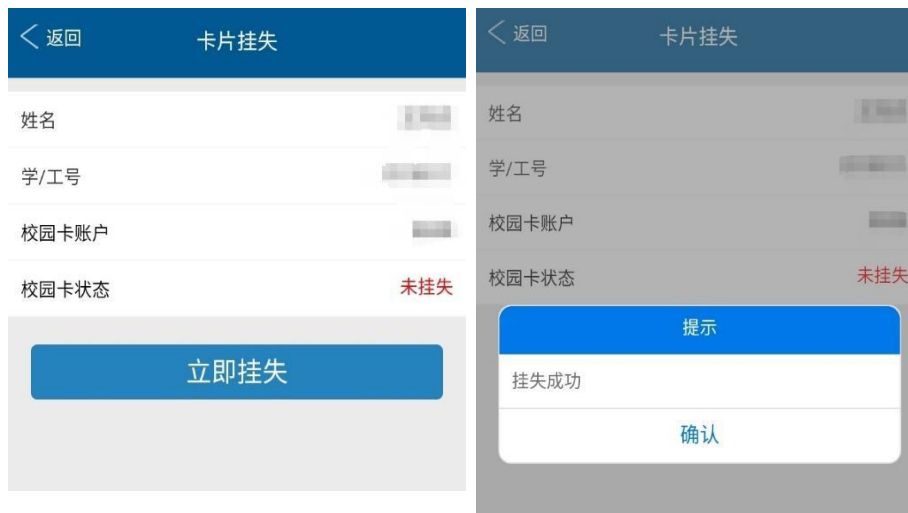 返回
卡片挂失
姓名
学/工号
校园卡账户
校园卡状态 未挂失
立即挂失
返回
卡片挂失
姓名
学/工号
校园卡账户
校园卡状态 未挂失
提示
挂失成功
确认